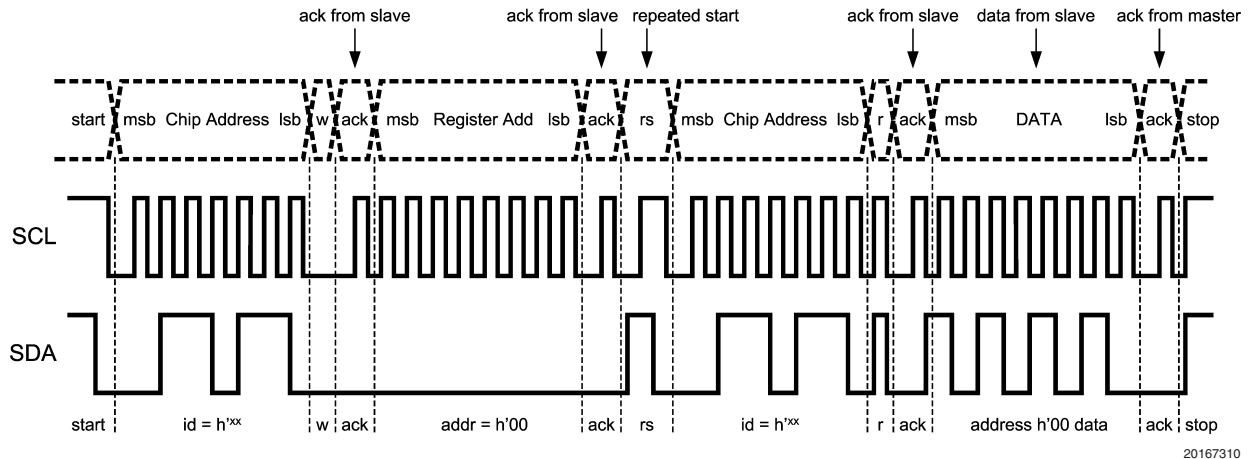 ack from slave ack from slave repeated start ack from slave data from slave ack from master
start msb Chip Address lsb w ack msb Register Add lsb ack rs msb Chip Address lsb r ack msb DATA lsb ack stop
SCL
SDA
start id = h'xx w ack addr = h'00 ack rs id = h'xx r ack address h'00 data ack stop
20167310